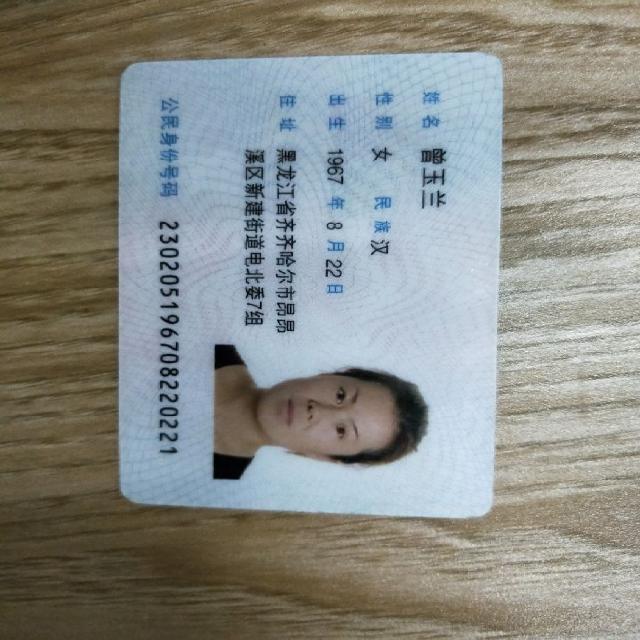 姓名 曾玉兰
性别 女 民族 汉
出生 1967 年 8 月 22 日
住址 黑龙江省齐齐哈尔市昂昂
溪区新建街道电北委组
公民身份号码 230205196708220221